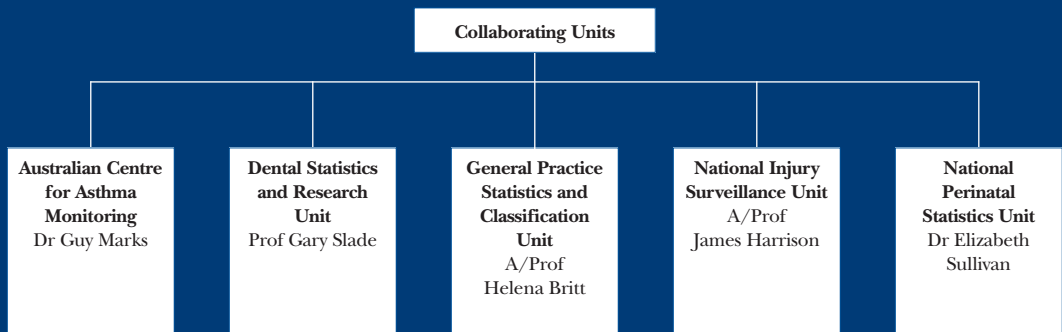 Collaborating Units
Australian Centre
for Asthma
Monitoring
Dr Guy Marks
Dental Statistics
and Research
Unit
Prof Gary Slade
General Practice
Statistics and
Classification
Unit
A/Prof
Helena Britt
National Injury
Surveillance Unit
A/Prof
James Harrison
National
Perinatal
Statistics Unit
Dr Elizabeth
Sullivan